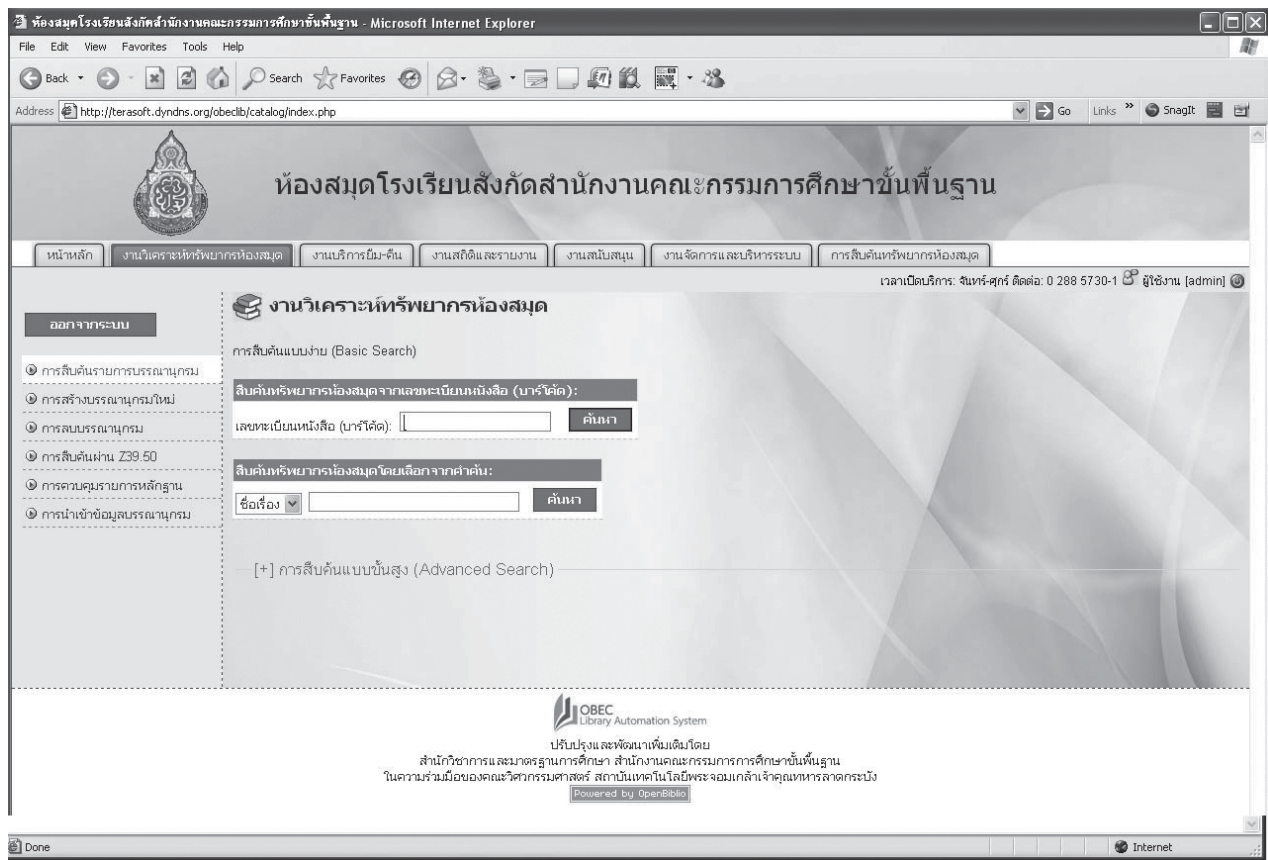 ห้องสมุดโรงเรียนสังกัดสำนักงานคณะกรรมการศึกษาขั้นพื้นฐาน - Microsoft Internet Explorer
File Edit View Favorites Tools Help
Back Search Favorites
Address http://terasoft.dyndns.org/obeclib/catalog/index.php Go Links » SnagIt
ห้องสมุดโรงเรียนสังกัดสำนักงานคณะกรรมการศึกษาขั้นพื้นฐาน
หน้าหลัก งานวิเคราะห์ทรัพยากรห้องสมุด งานบริการยืม-คืน งานสถิติและรายงาน งานสนับสนุน งานจัดการและบริหารระบบ การสืบค้นทรัพยากรห้องสมุด
เวลาเปิดบริการ: จันทร์-ศุกร์ ติดต่อ: 0 288 5730-1 ผู้ใช้งาน [admin]
ออกจากระบบ
การสืบค้นรายการบรรณานุกรม
การสร้างบรรณานุกรมใหม่
การลบบรรณานุกรม
การสืบค้นผ่าน Z39.50
การควบคุมรายการหลักฐาน
การนำเข้าข้อมูลบรรณานุกรม
งานวิเคราะห์ทรัพยากรห้องสมุด
การสืบค้นแบบง่าย (Basic Search)
สืบค้นทรัพยากรห้องสมุดจากเลขทะเบียนหนังสือ (บาร์โค้ด):
เลขทะเบียนหนังสือ (บาร์โค้ด): ค้นหา
สืบค้นทรัพยากรห้องสมุดโดยเลือกจากคำค้น:
ชื่อเรื่อง ค้นหา
[+] การสืบค้นแบบขั้นสูง (Advanced Search)
OBEC
Library Automation System
ปรับปรุงและพัฒนาเพิ่มเติมโดย
สำนักวิชาการและมาตรฐานการศึกษา สำนักงานคณะกรรมการการศึกษาขั้นพื้นฐาน
ในความร่วมมือของคณะวิศวกรรมศาสตร์ สถาบันเทคโนโลยีพระจอมเกล้าเจ้าคุณทหารลาดกระบัง
Powered by OpenBiblio
Done Internet